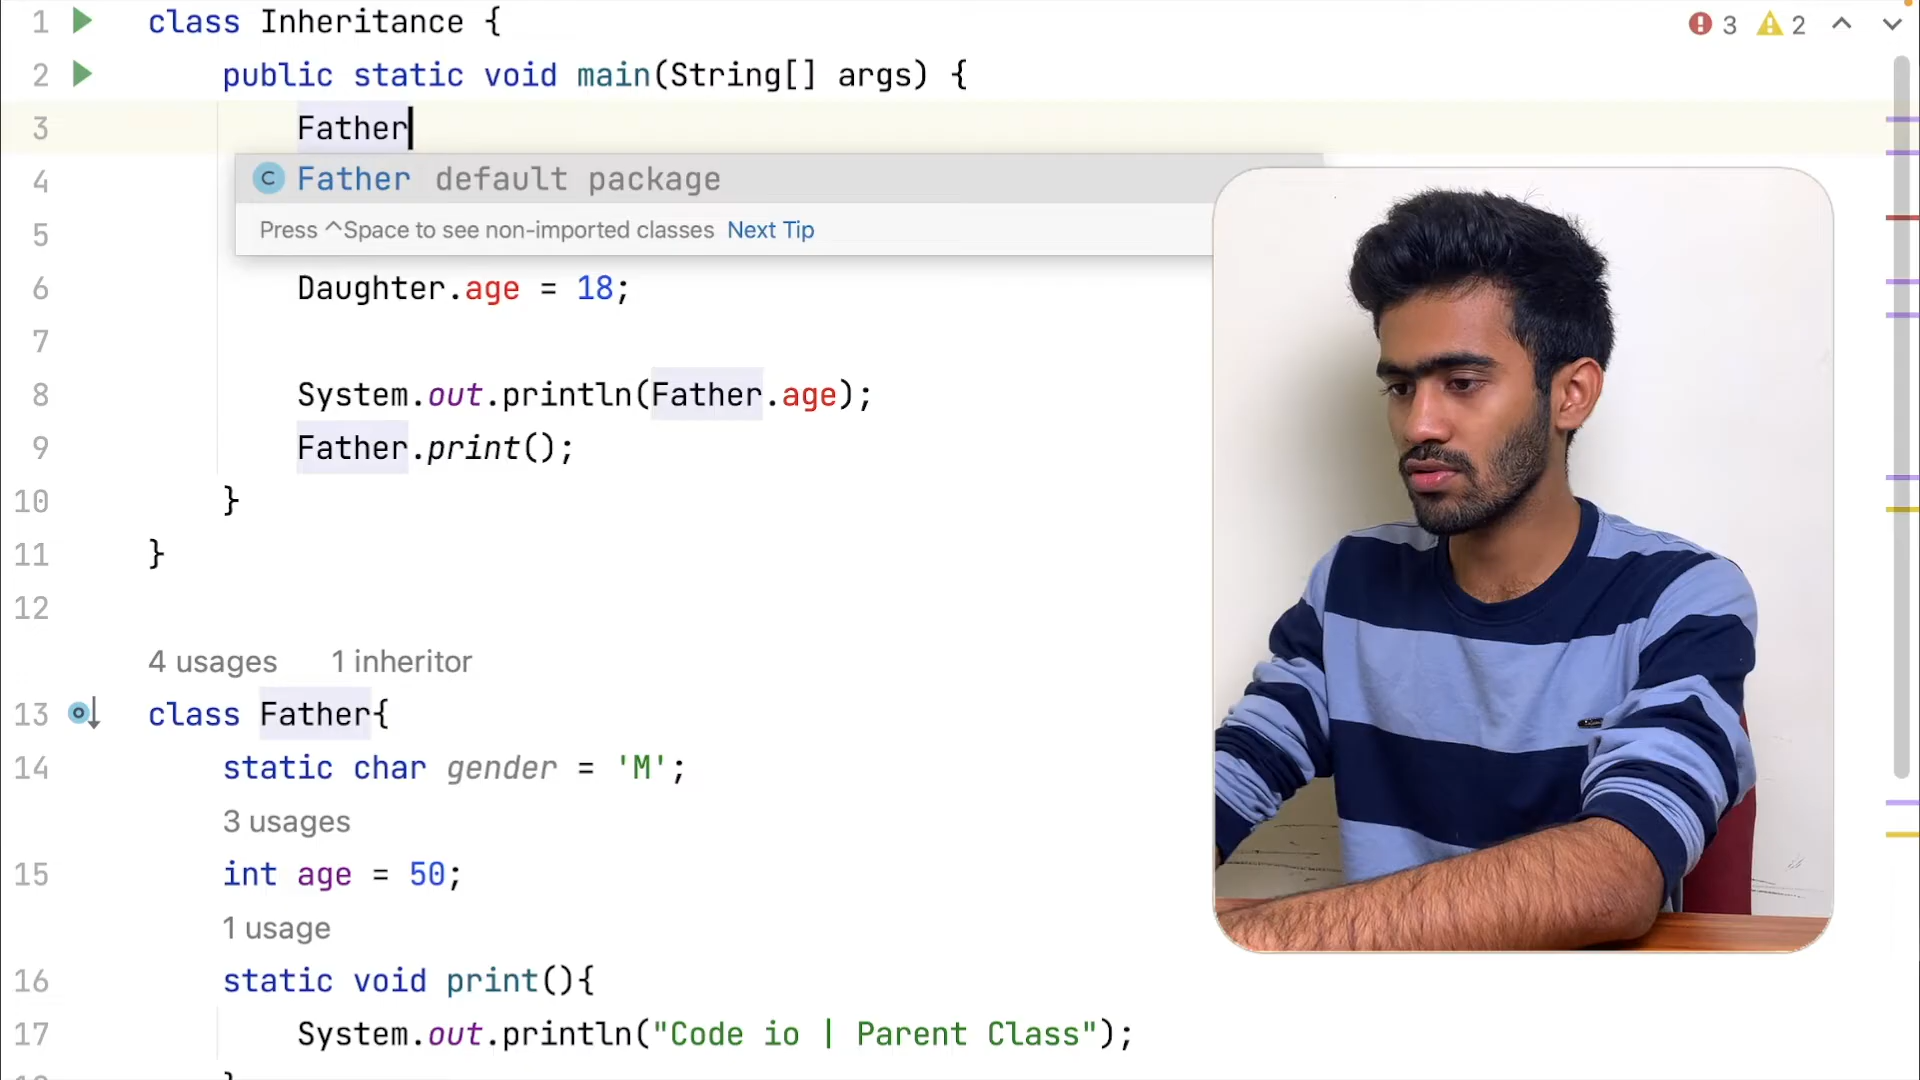 1 class Inheritance {
3 2
2 public static void main(String[] args) {
3 Father
Father default package
4
Press ^Space to see non-imported classes Next Tip
5
6 Daughter.age = 18;
7
8 System.out.println(Father.age);
9 Father.print();
10 }
11 }
12
4 usages 1 inheritor
13 class Father{
14 static char gender = 'M';
3 usages
15 int age = 50;
1 usage
16 static void print(){
17 System.out.println("Code io | Parent Class");